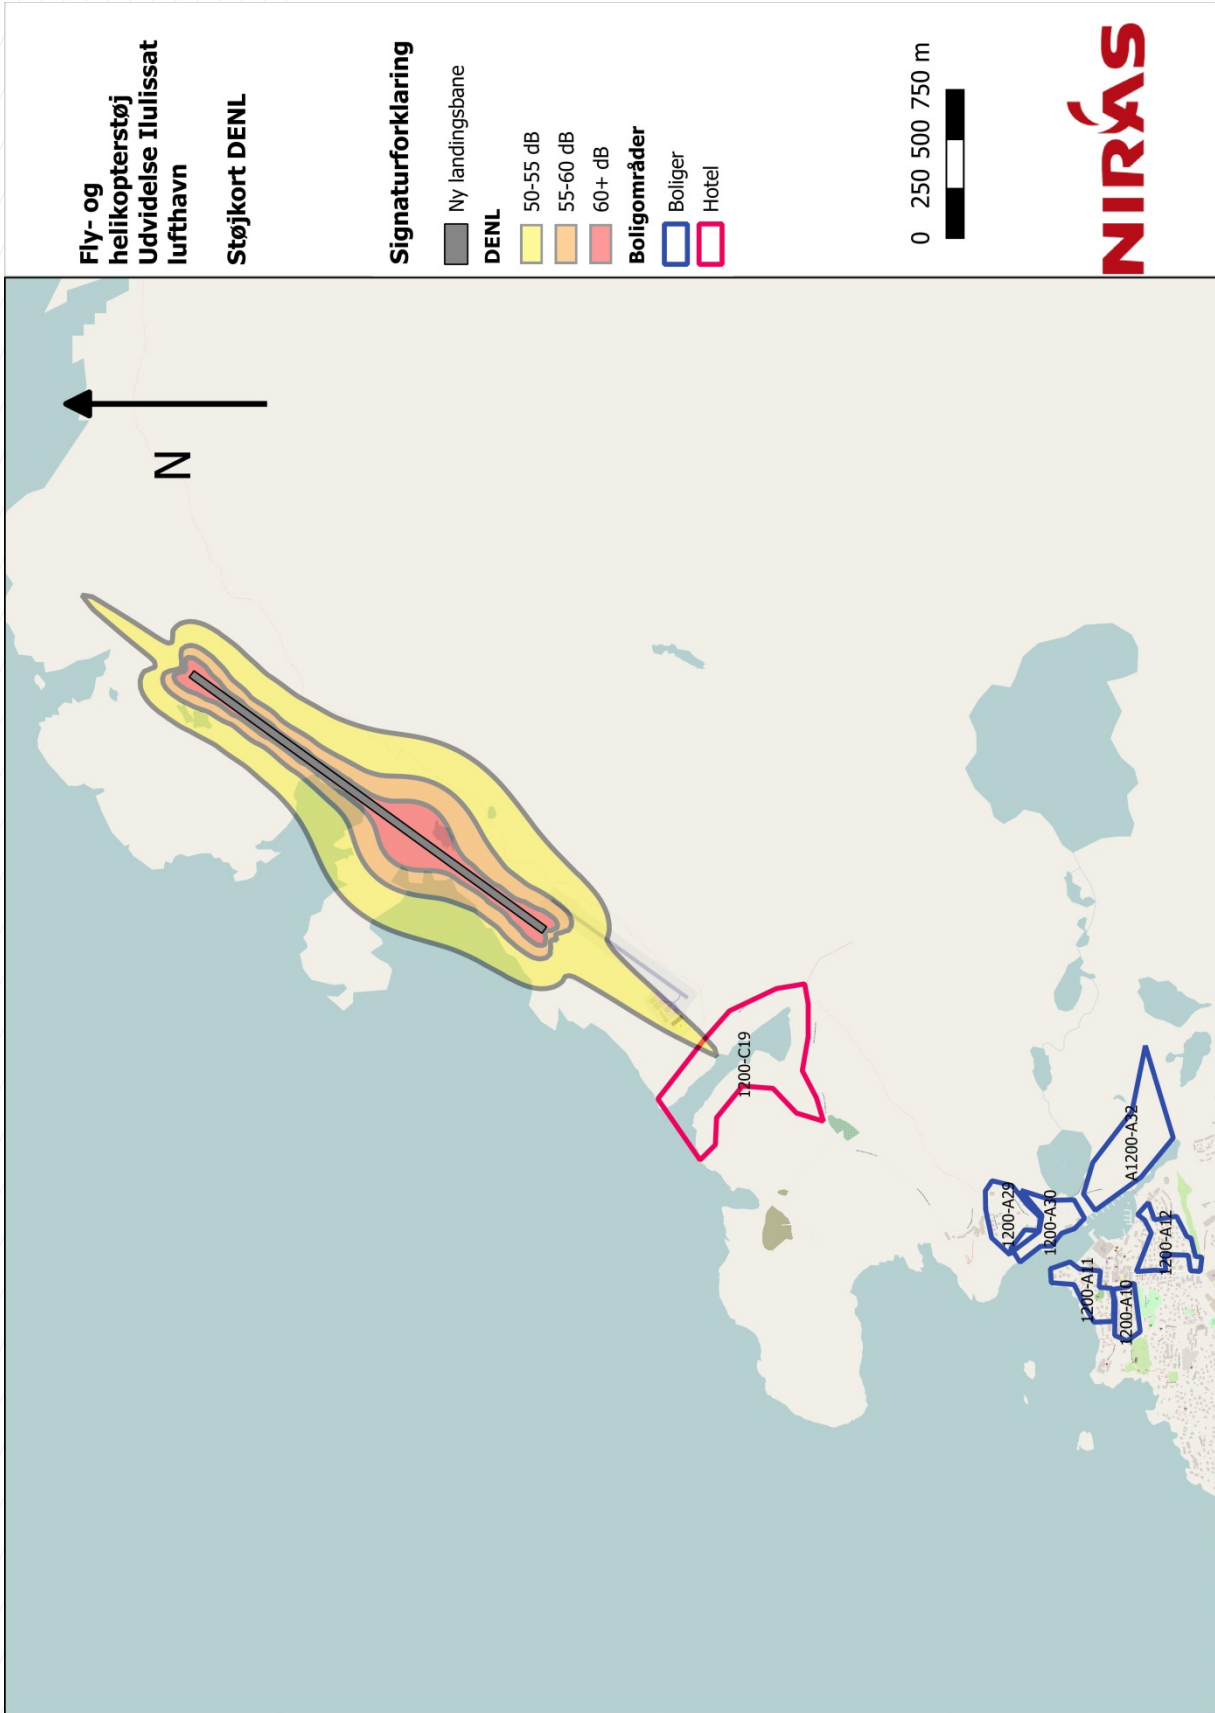 Fly- og
helikopterstøj
Udvidelse Ilulissat
lufthavn
Støjkort DENL
Signaturforklaring
Ny landingsbane
DENL
50-55 dB
55-60 dB
60+ dB
Boligområder
Boliger
Hotel
0 250 500 750 m
NIRAS
N
1200-C19
1200-A29
1200-A30
A1200-A32
1200-A11
1200-A10
1200-A12